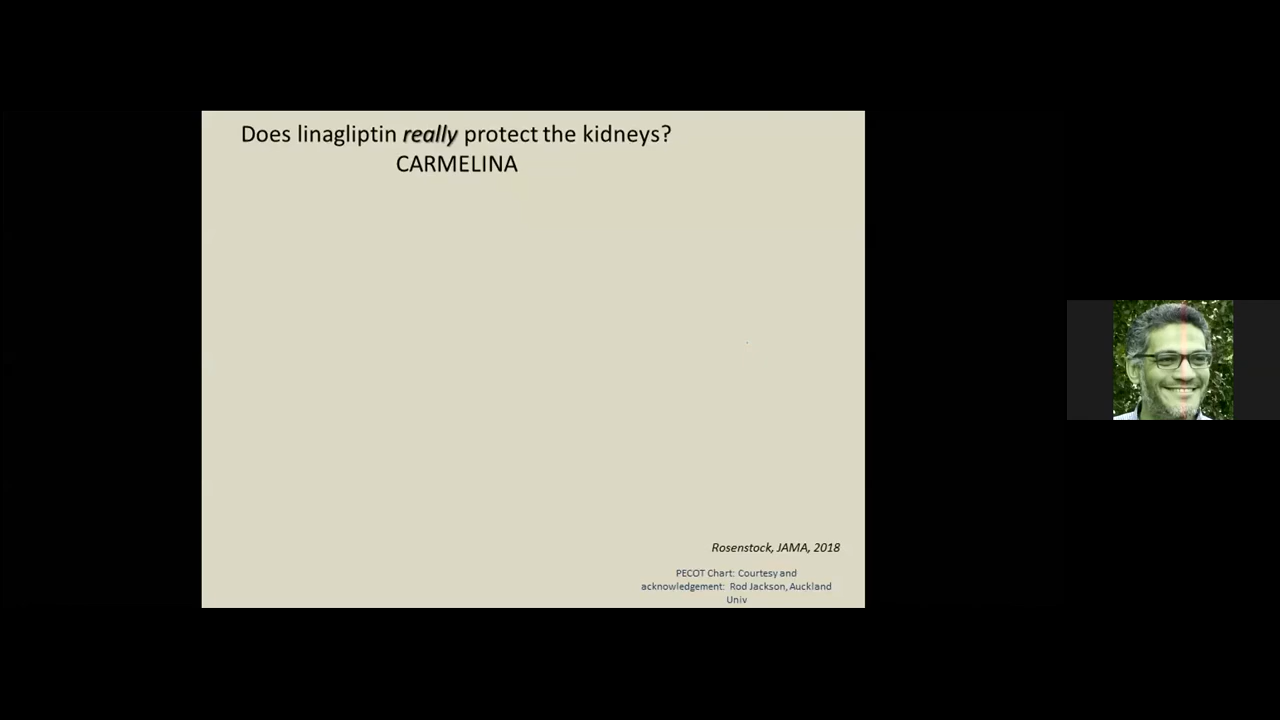 Does linagliptin really protect the kidneys?
CARMELINA
Rosenstock, JAMA, 2018
PECOT Chart: Courtesy and
acknowledgement: Rod Jackson, Auckland
Univ